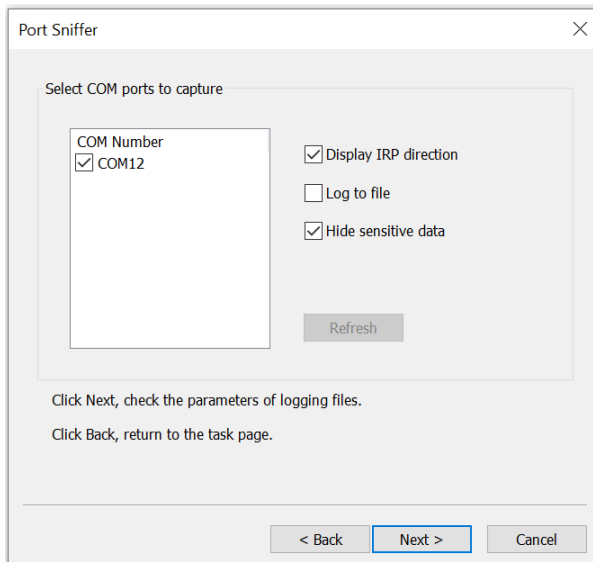 Port Sniffer
Select COM ports to capture
COM Number
COM12
Display IRP direction
Log to file
Hide sensitive data
Refresh
Click Next, check the parameters of logging files.
Click Back, return to the task page.
< Back
Next >
Cancel